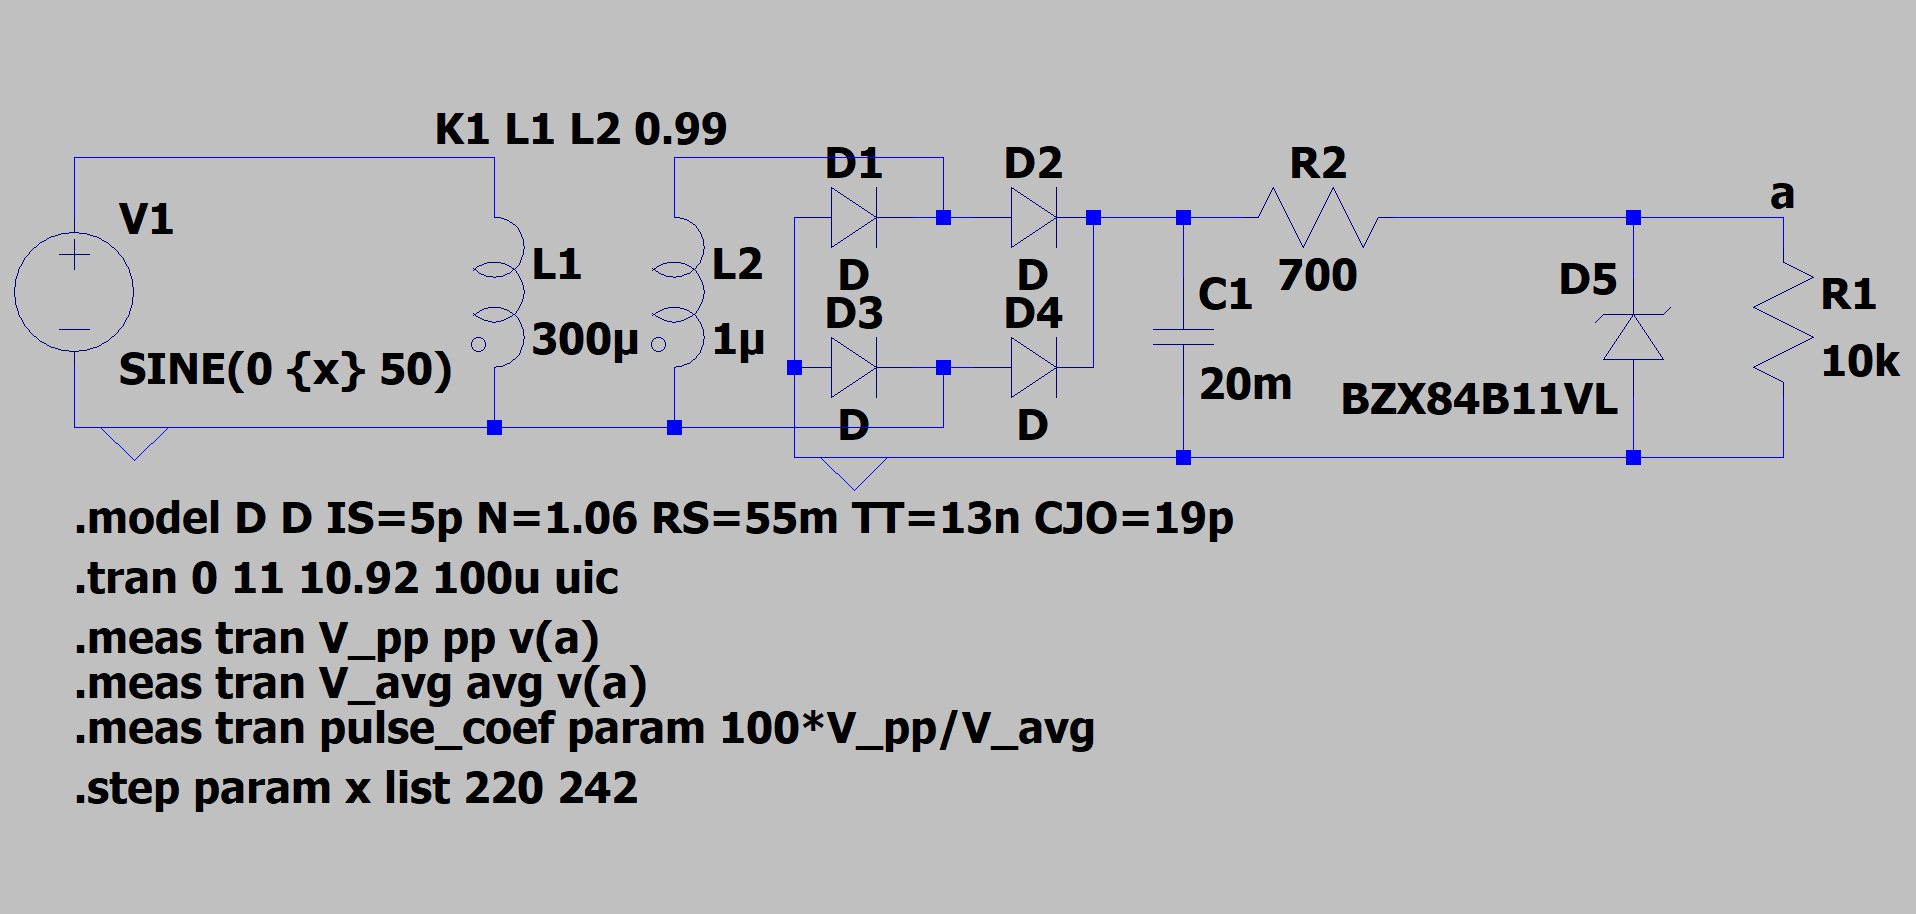 K1 L1 L2 0.99
V1
SINE(0 {x} 50)
L1
300μ
L2
1μ
D1
D
D2
D
D3
D
D4
D
C1
20m
R2
700
D5
BZX84B11VL
a
R1
10k
.model D D IS=5p N=1.06 RS=55m TT=13n CJO=19p
.tran 0 11 10.92 100u uic
.meas tran V_pp pp v(a)
.meas tran V_avg avg v(a)
.meas tran pulse_coef param 100*V_pp/V_avg
.step param x list 220 242